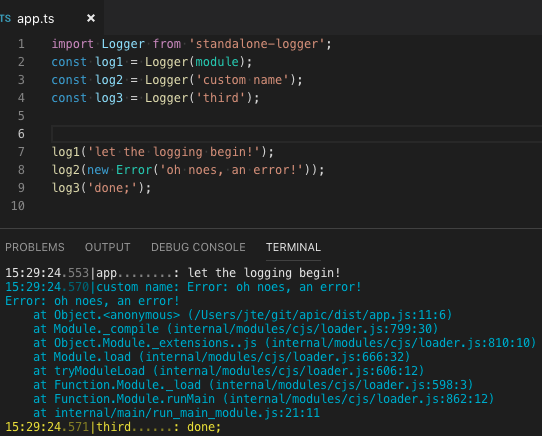 TS app.ts ×
1 import Logger from 'standalone-logger';
2 const log1 = Logger(module);
3 const log2 = Logger('custom name');
4 const log3 = Logger('third');
5
6
7 log1('let the logging begin!');
8 log2(new Error('oh noes, an error!'));
9 log3('done;');
10
PROBLEMS OUTPUT DEBUG CONSOLE TERMINAL
15:29:24.553|app........: let the logging begin!
15:29:24.570|custom name: Error: oh noes, an error!
Error: oh noes, an error!
    at Object.<anonymous> (/Users/jte/git/apic/dist/app.js:11:6)
    at Module._compile (internal/modules/cjs/loader.js:799:30)
    at Object.Module._extensions..js (internal/modules/cjs/loader.js:810:10)
    at Module.load (internal/modules/cjs/loader.js:666:32)
    at tryModuleLoad (internal/modules/cjs/loader.js:606:12)
    at Function.Module._load (internal/modules/cjs/loader.js:598:3)
    at Function.Module.runMain (internal/modules/cjs/loader.js:862:12)
    at internal/main/run_main_module.js:21:11
15:29:24.571|third......: done;